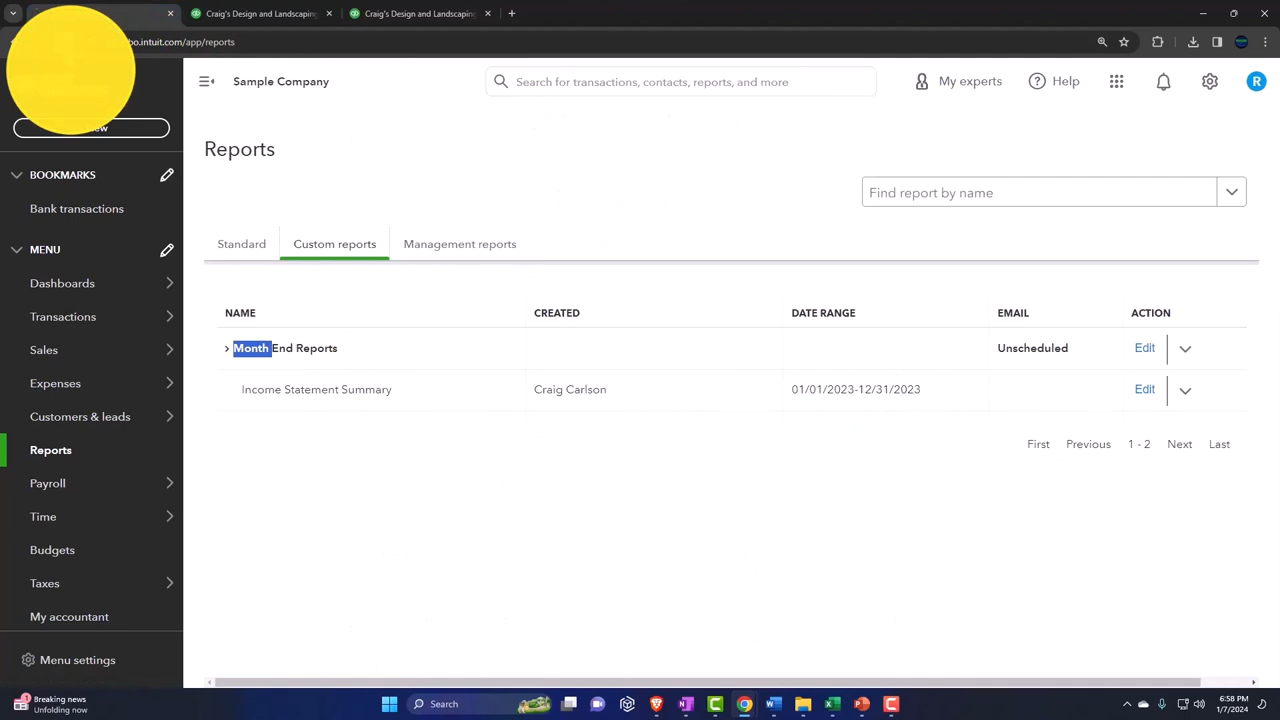 Craig's Design and Landscaping
Craig's Design and Landscaping
bo.intuit.com/app/reports
Sample Company
Search for transactions, contacts, reports, and more
My experts
Help
R
BOOKMARKS
Bank transactions
MENU
Dashboards
Transactions
Sales
Expenses
Customers & leads
Reports
Payroll
Time
Budgets
Taxes
My accountant
Menu settings
Reports
Find report by name
Standard
Custom reports
Management reports
NAME CREATED DATE RANGE EMAIL ACTION
Month End Reports Unscheduled Edit
Income Statement Summary Craig Carlson 01/01/2023-12/31/2023 Edit
First Previous 1 - 2 Next Last
1 Breaking news
Unfolding now
Search
6:58 PM
1/7/2024